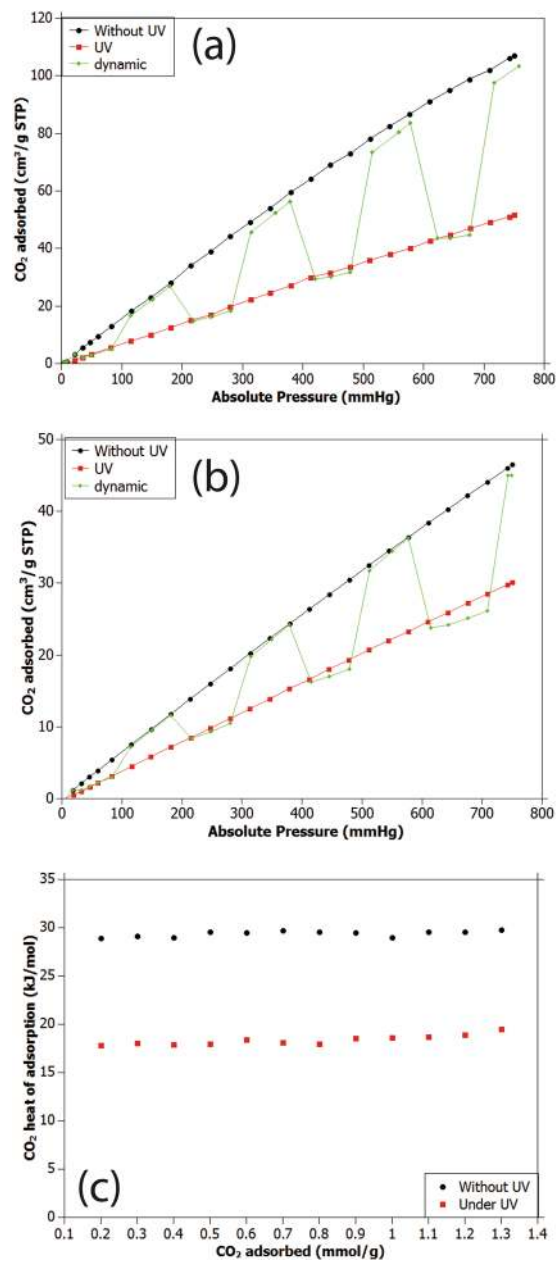 (a)
Without UV
UV
dynamic
120
100
80
60
40
20
0
CO₂ adsorbed (cm³/g STP)
0 100 200 300 400 500 600 700 800
Absolute Pressure (mmHg)
(b)
Without UV
UV
dynamic
50
40
30
20
10
0
CO₂ adsorbed (cm³/g STP)
0 100 200 300 400 500 600 700 800
Absolute Pressure (mmHg)
35
30
25
20
15
10
5
0
CO₂ heat of adsorption (kJ/mol)
(c)
Without UV
Under UV
0.1 0.2 0.3 0.4 0.5 0.6 0.7 0.8 0.9 1 1.1 1.2 1.3 1.4
CO₂ adsorbed (mmol/g)